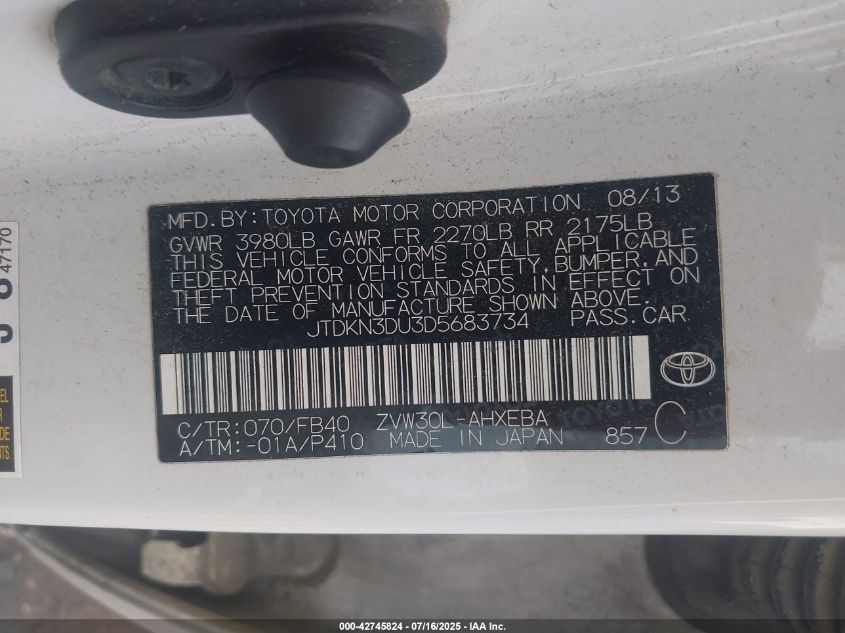 MFD. BY: TOYOTA MOTOR CORPORATION 08/13
GVWR 3980LB GAWR FR 2270LB RR 2175LB
THIS VEHICLE CONFORMS TO ALL APPLICABLE
FEDERAL MOTOR VEHICLE SAFETY, BUMPER, AND
THEFT PREVENTION STANDARDS IN EFFECT ON
THE DATE OF MANUFACTURE SHOWN ABOVE.
JTDKN3DU3D5683734 PASS. CAR
C/TR: 070/FB40 ZVW30L-AHXEBA
A/TM: -01A/P410 MADE IN JAPAN 857 C
47170
OR
000-42745824 - 07/16/2025 - IAA Inc.